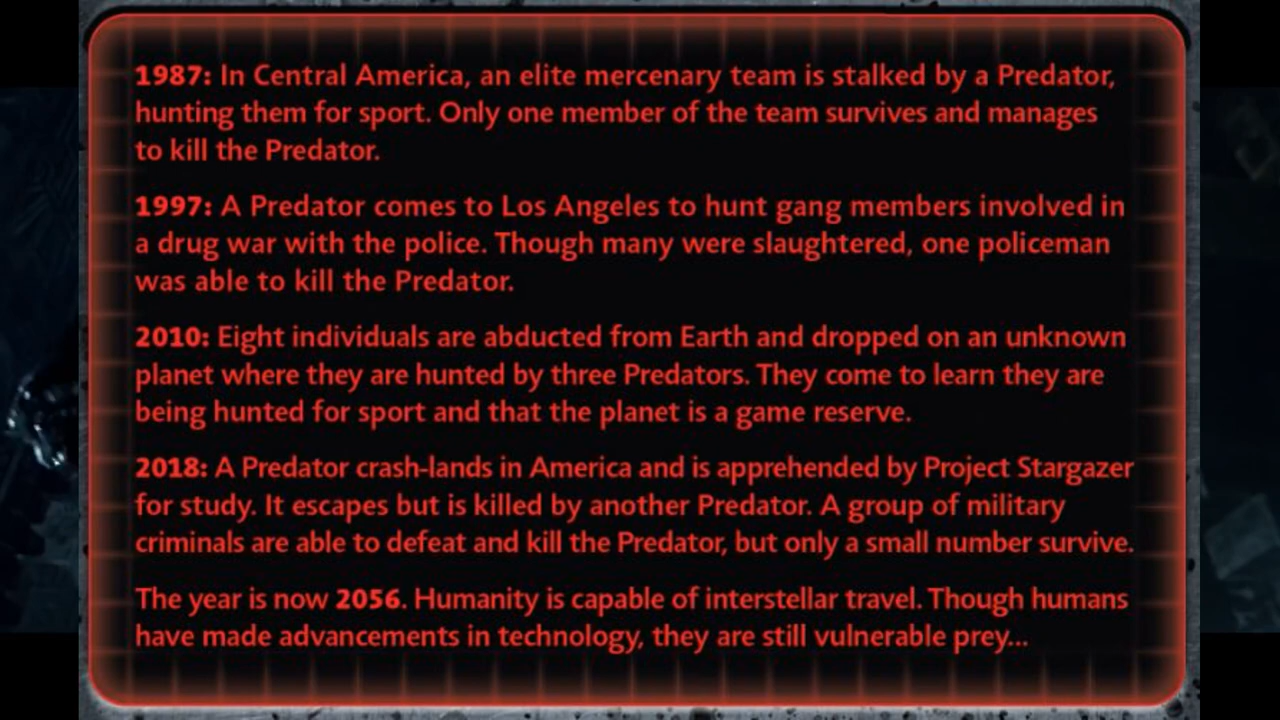 1987: In Central America, an elite mercenary team is stalked by a Predator,
hunting them for sport. Only one member of the team survives and manages
to kill the Predator.
1997: A Predator comes to Los Angeles to hunt gang members involved in
a drug war with the police. Though many were slaughtered, one policeman
was able to kill the Predator.
2010: Eight individuals are abducted from Earth and dropped on an unknown
planet where they are hunted by three Predators. They come to learn they are
being hunted for sport and that the planet is a game reserve.
2018: A Predator crash-lands in America and is apprehended by Project Stargazer
for study. It escapes but is killed by another Predator. A group of military
criminals are able to defeat and kill the Predator, but only a small number survive.
The year is now 2056. Humanity is capable of interstellar travel. Though humans
have made advancements in technology, they are still vulnerable prey...